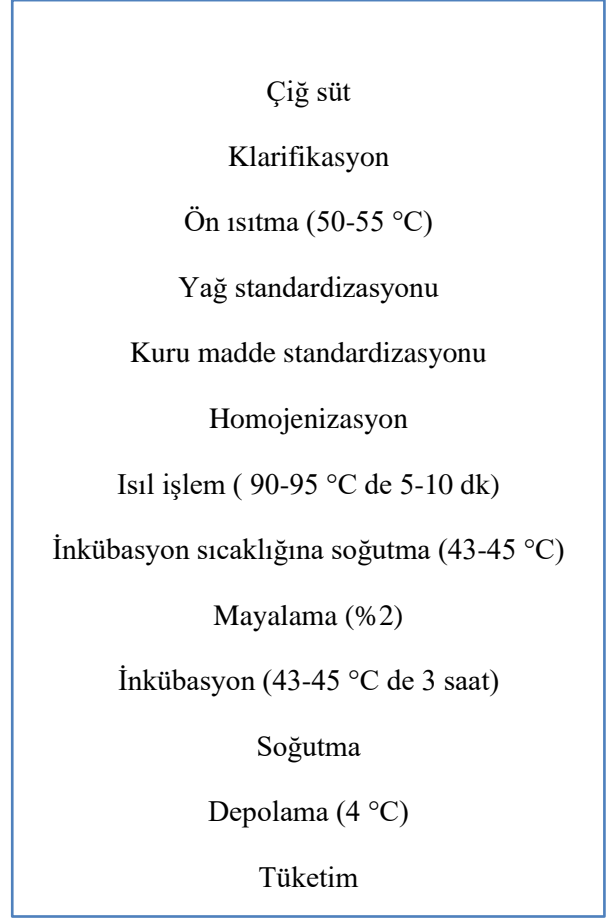 Çiğ süt
Klarifikasyon
Ön ısıtma (50-55 °C)
Yağ standardizasyonu
Kuru madde standardizasyonu
Homojenizasyon
Isıl işlem ( 90-95 °C de 5-10 dk)
İnkübasyon sıcaklığına soğutma (43-45 °C)
Mayalama (%2)
İnkübasyon (43-45 °C de 3 saat)
Soğutma
Depolama (4 °C)
Tüketim